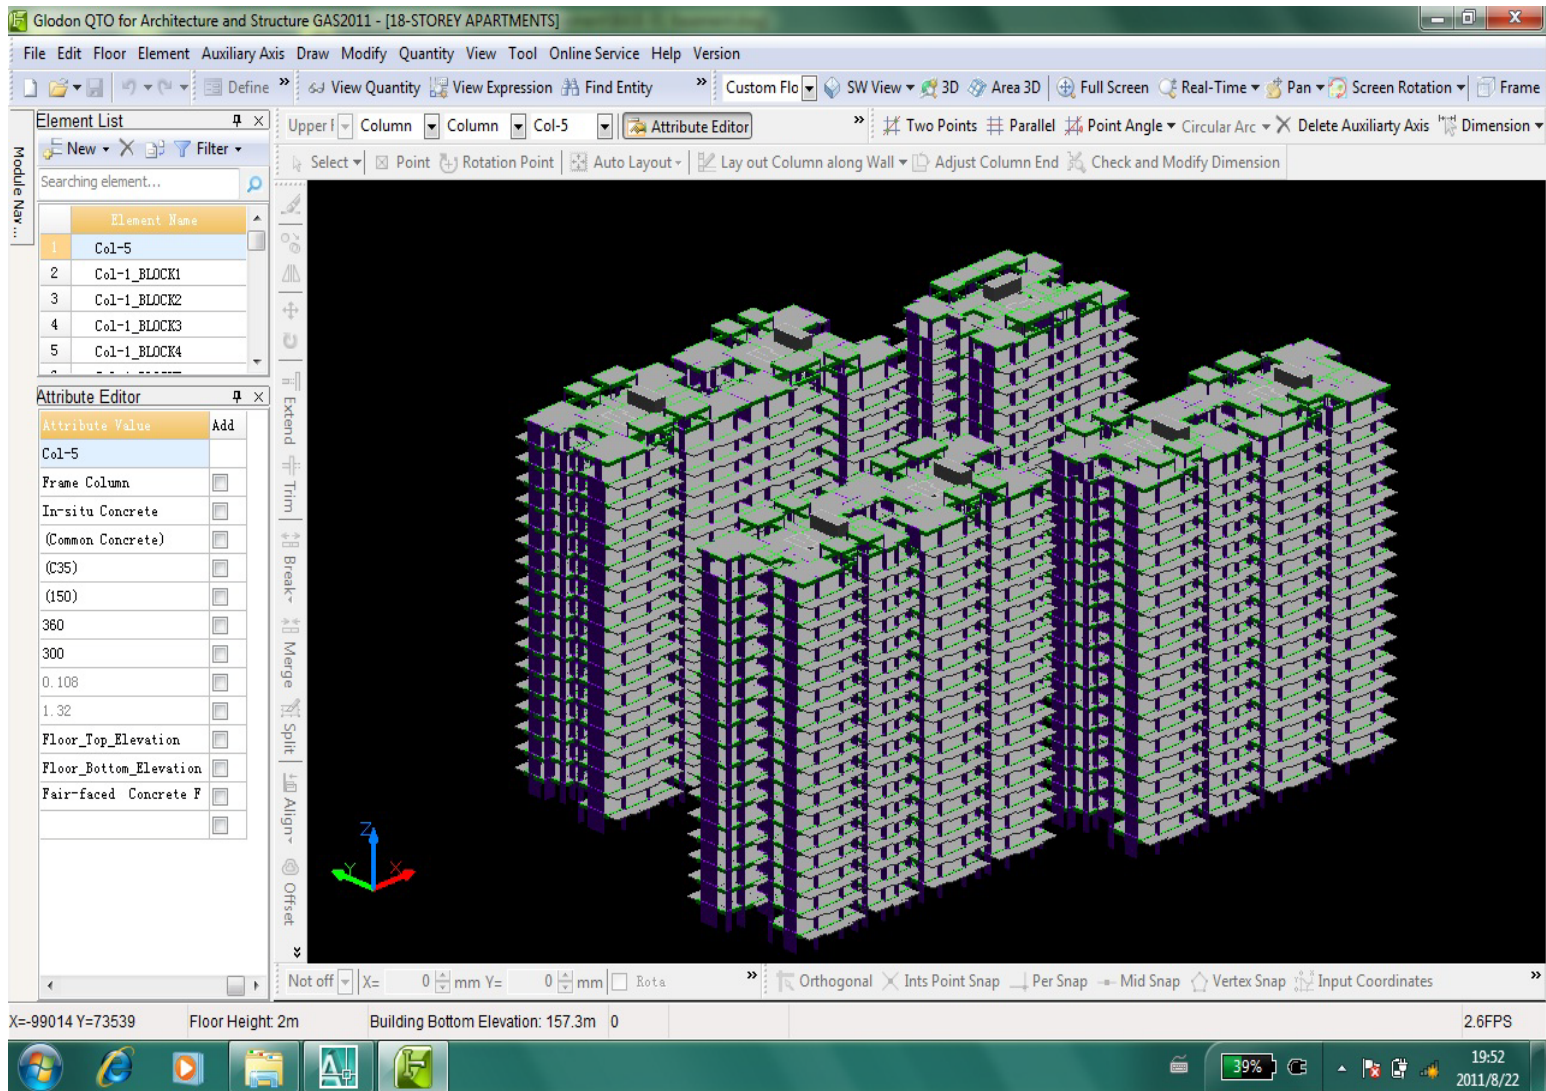 Glodon QTO for Architecture and Structure GAS2011 - [18-STOREY APARTMENTS]
File Edit Floor Element Auxiliary Axis Draw Modify Quantity View Tool Online Service Help Version
Define » View Quantity View Expression Find Entity » Custom Flo SW View 3D Area 3D Full Screen Real-Time Pan Screen Rotation Frame
Module Nav...
Element List
New Filter
Searching element...
Element Name
1 Col-5
2 Col-1_BLOCK1
3 Col-1_BLOCK2
4 Col-1_BLOCK3
5 Col-1_BLOCK4
Upper Column Column Col-5 Attribute Editor » Two Points Parallel Point Angle Circular Arc Delete Auxiliarty Axis Dimension
Select Point Rotation Point Auto Layout Lay out Column along Wall Adjust Column End Check and Modify Dimension
Attribute Editor
Attribute Value Add
Col-5
Frame Column
In-situ Concrete
(Common Concrete)
(C35)
(150)
360
300
0.108
1.32
Floor_Top_Elevation
Floor_Bottom_Elevation
Fair-faced Concrete F
Extend
Trim
Break
Merge
Split
Align
Offset
Z
Y
X
Not off X= 0 mm Y= 0 mm Rota » Orthogonal Ints Point Snap Per Snap Mid Snap Vertex Snap Input Coordinates »
X=-99014 Y=73539 Floor Height: 2m Building Bottom Elevation: 157.3m 0 2.6FPS
39%
19:52
2011/8/22